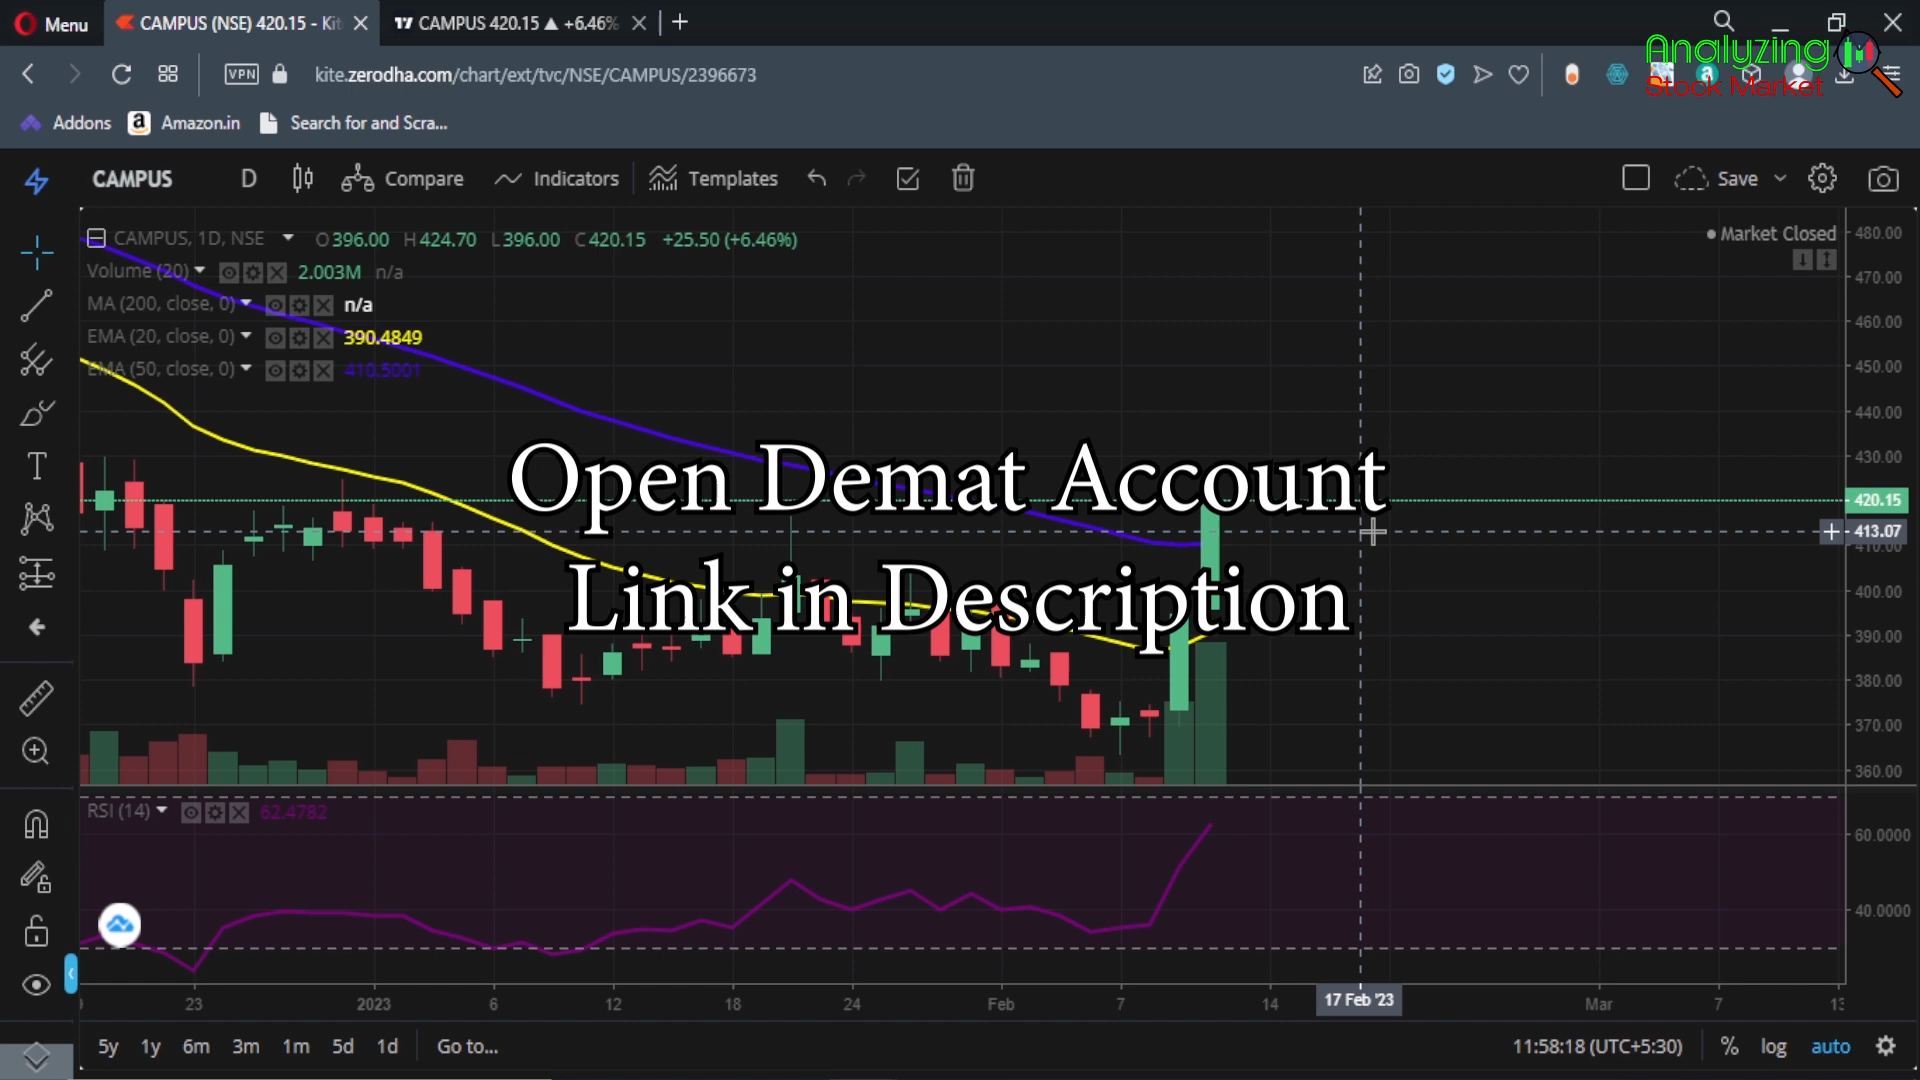 Menu
CAMPUS (NSE) 420.15 - Kit
CAMPUS 420.15 ▲ +6.46%
Analyzing
Stock Market
VPN
kite.zerodha.com/chart/ext/tvc/NSE/CAMPUS/2396673
Addons
Amazon.in
Search for and Scra...
CAMPUS
D
Compare
Indicators
Templates
Save
CAMPUS, 1D, NSE
O396.00 H424.70 L396.00 C420.15 +25.50 (+6.46%)
Market Closed
Volume (20)
2.003M n/a
MA (200, close, 0)
n/a
EMA (20, close, 0)
390.4849
EMA (50, close, 0)
410.5001
480.00
470.00
460.00
450.00
440.00
430.00
420.15
413.07
410.00
400.00
390.00
380.00
370.00
360.00
Open Demat Account
Link in Description
RSI (14)
62.4782
60.0000
40.0000
23
2023
6
12
18
24
Feb
7
14
17 Feb '23
Mar
7
13
5y 1y 6m 3m 1m 5d 1d
Go to...
11:58:18 (UTC+5:30)
%
log
auto